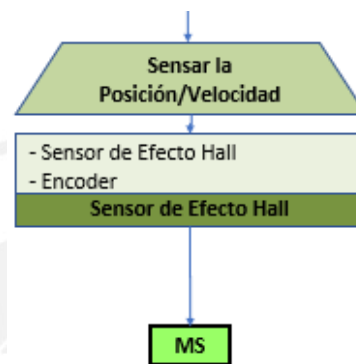 Sensar la
Posición/Velocidad
- Sensor de Efecto Hall
- Encoder
Sensor de Efecto Hall
MS